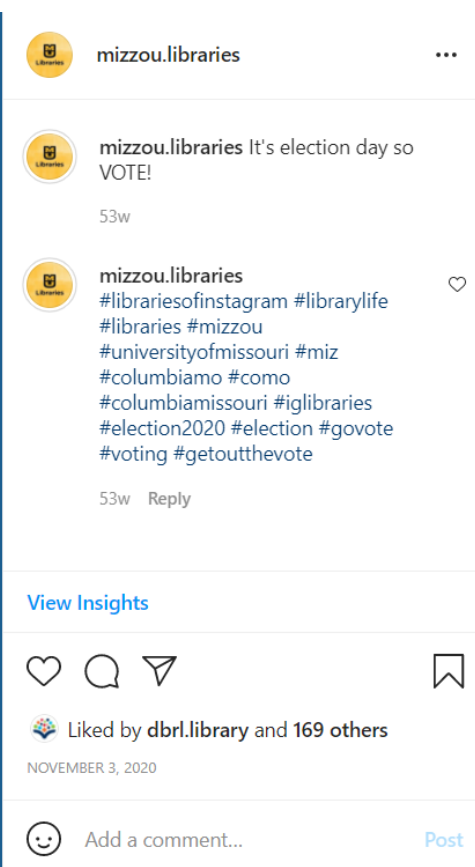 mizzou.libraries
mizzou.libraries It's election day so
VOTE!
53w
mizzou.libraries
#librariesofinstagram #librarylife
#libraries #mizzou
#universityofmissouri #miz
#columbiamo #como
#columbiamissouri #iglibraries
#election2020 #election #govote
#voting #getoutthevote
53w Reply
View Insights
Liked by dbrl.library and 169 others
NOVEMBER 3, 2020
Add a comment... Post